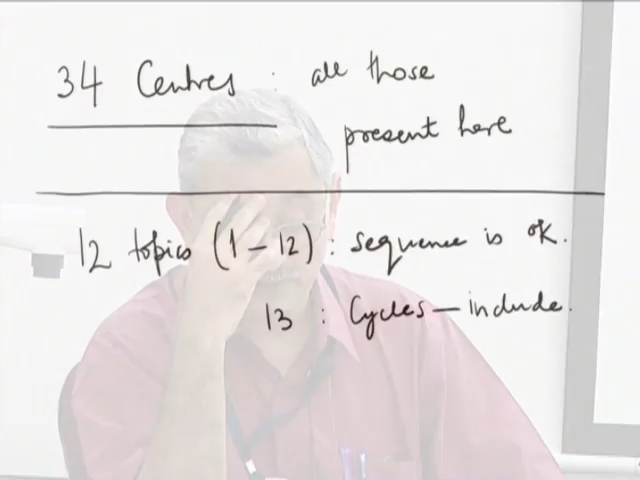 34 Centres : all those
present here
12 topics (1 - 12) : sequence is ok.
13 : Cycles - include.